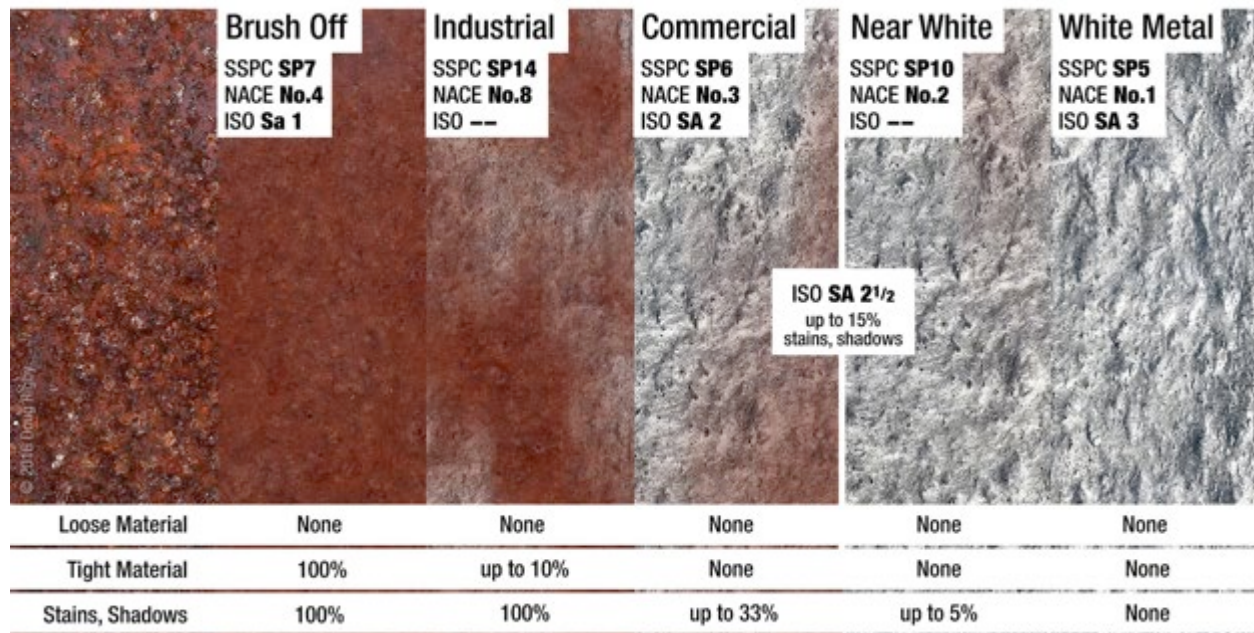 Brush Off
SSPC SP7
NACE No.4
ISO Sa 1
Industrial
SSPC SP14
NACE No.8
ISO --
Commercial
SSPC SP6
NACE No.3
ISO SA 2
Near White
SSPC SP10
NACE No.2
ISO --
White Metal
SSPC SP5
NACE No.1
ISO SA 3
ISO SA 2 1/2
up to 15%
stains, shadows
© 2016 Doug
Loose Material None None None None None
Tight Material 100% up to 10% None None None
Stains, Shadows 100% 100% up to 33% up to 5% None